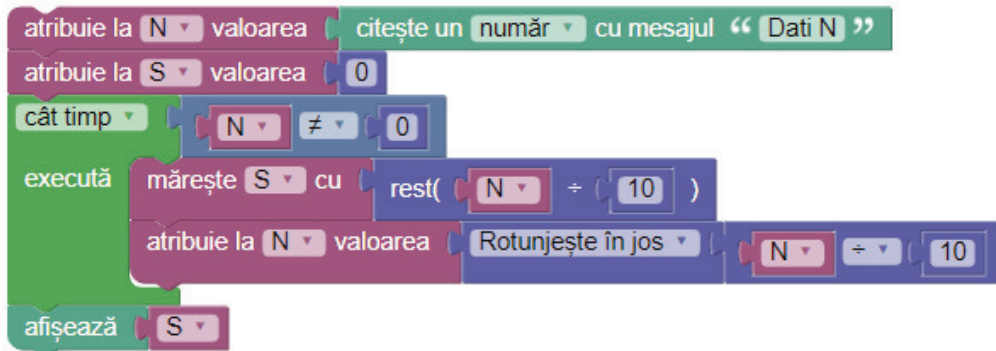 atribuie la N valoarea citește un număr cu mesajul “ Dati N ”
atribuie la S valoarea 0
cât timp N ≠ 0
execută mărește S cu rest( N ÷ 10 )
atribuie la N valoarea Rotunjește în jos N ÷ 10
afișează S